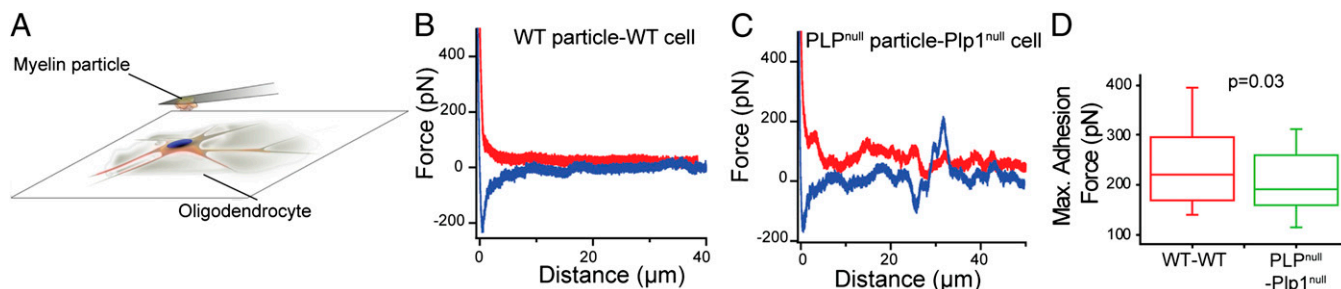 A
Myelin particle
Oligodendrocyte
B
WT particle-WT cell
Force (pN)
400
200
0
-200
0
20
40
Distance (µm)
C
PLPnull particle-Plp1null cell
Force (pN)
400
200
0
-200
0
20
40
Distance (µm)
D
p=0.03
Max. Adhesion
Force (pN)
400
300
200
100
WT-WT
PLPnull
-Plp1null